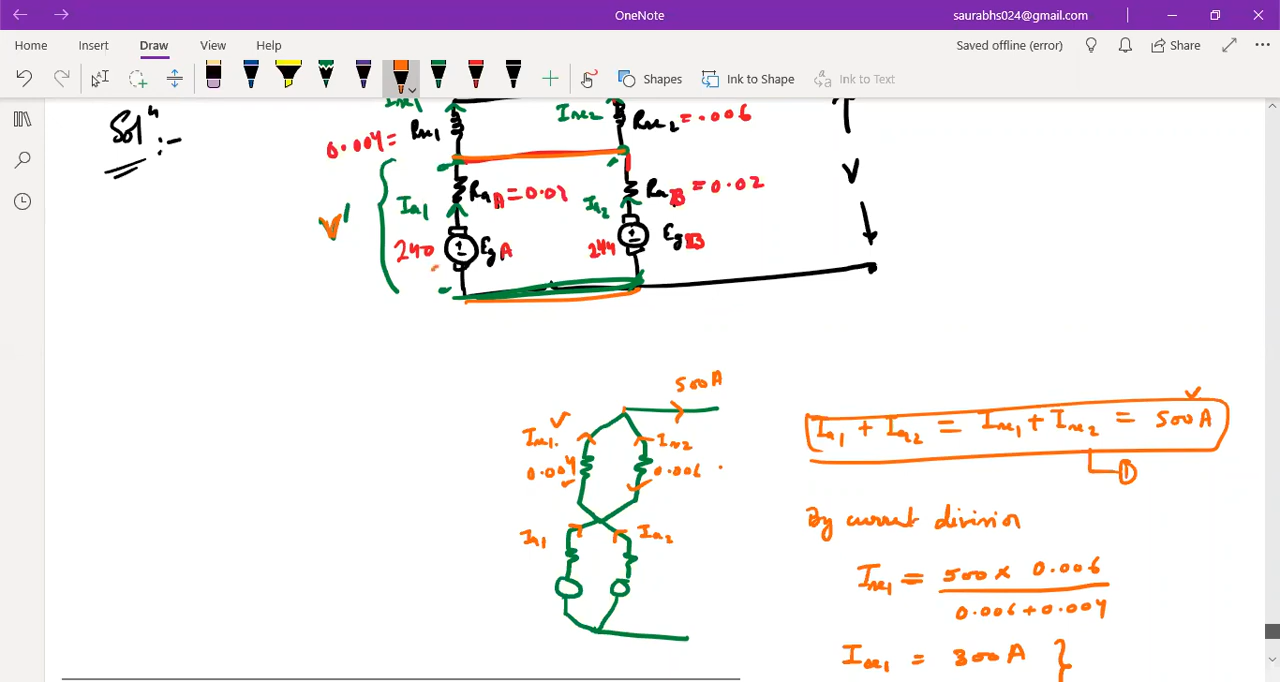 OneNote
saurabhs024@gmail.com
Home Insert Draw View Help
Saved offline (error)
Share
Shapes
Ink to Shape
Ink to Text
Solⁿ :-
Ise1
Ise2
0.004 = Rse1
Rse2 = .006
V
V'
Ia1
RaA = 0.01
Ia2
RaB = 0.02
240
EgA
244
EgB
500A
Ise1
Ise2
0.004
0.006
Ia1
Ia2
Ia1 + Ia2 = Ise1 + Ise2 = 500A
1
By current division
Ise1 = 500 × 0.006
0.006 + 0.004
Ise1 = 300 A }